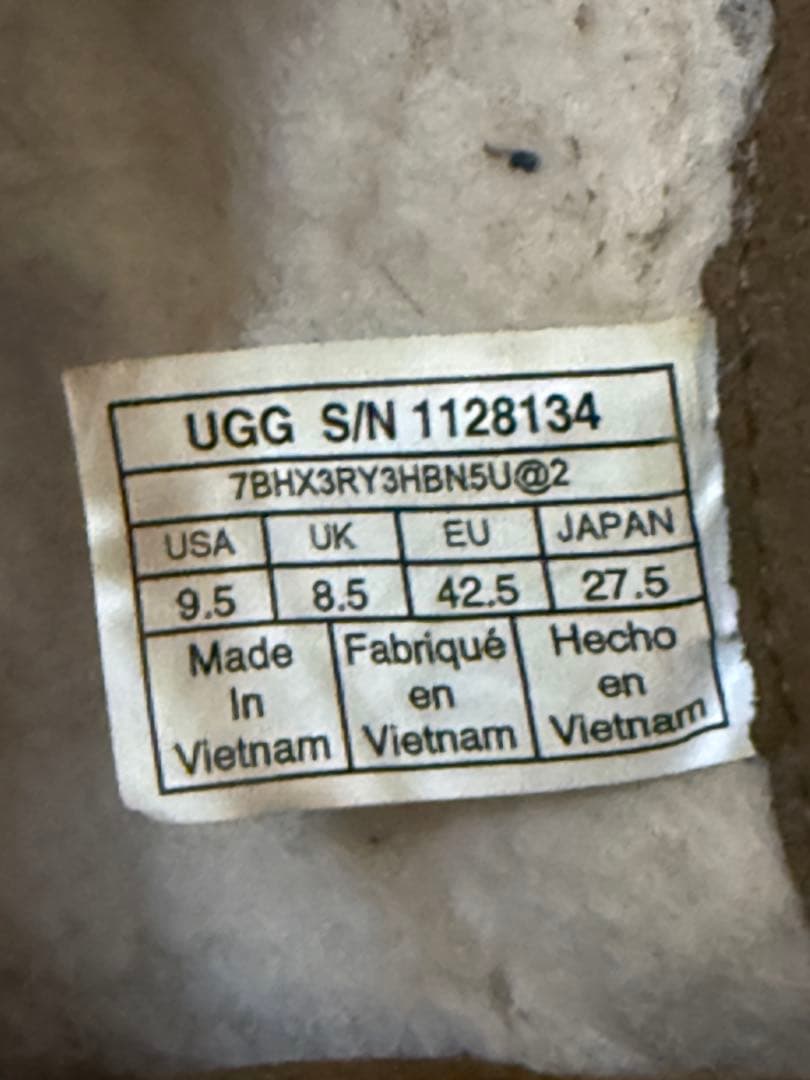 UGG S/N 1128134
7BHX3RY3HBN5U@2
USA UK EU JAPAN
9.5 8.5 42.5 27.5
Made In Vietnam
Fabriqué en Vietnam
Hecho en Vietnam